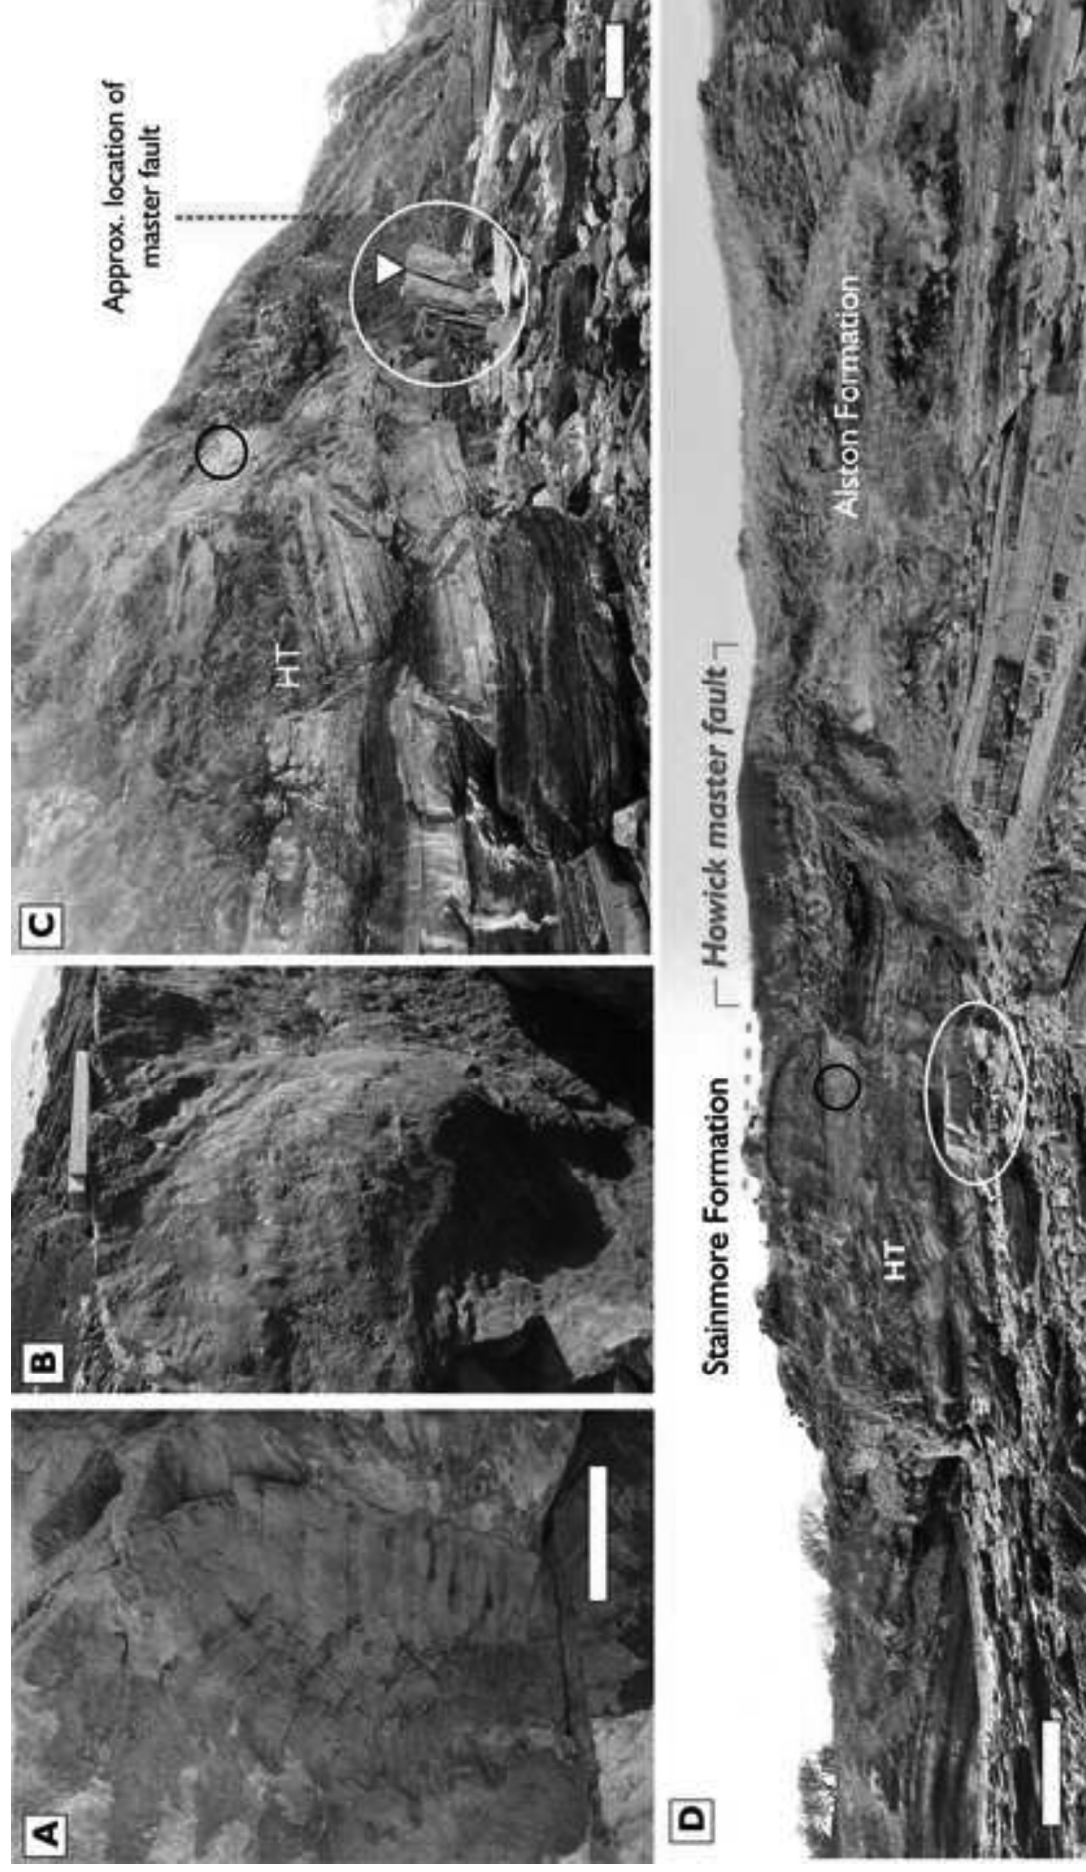 A
B
C
Approx. location of
master fault
HT
D
Stainmore Formation
Howick master fault
HT
Alston Formation